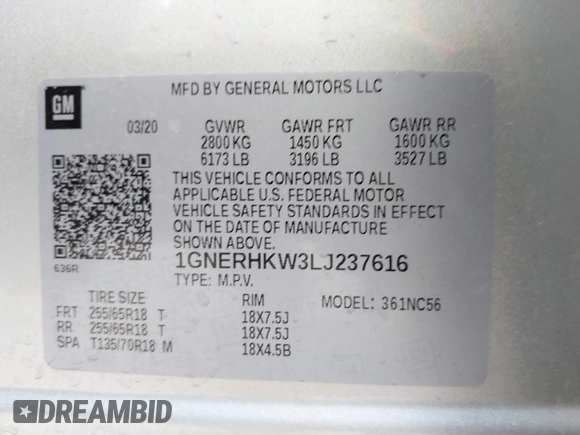 GM
MFD BY GENERAL MOTORS LLC
03/20 GVWR GAWR FRT GAWR RR
2800 KG 1450 KG 1600 KG
6173 LB 3196 LB 3527 LB
THIS VEHICLE CONFORMS TO ALL
APPLICABLE U.S. FEDERAL MOTOR
VEHICLE SAFETY STANDARDS IN EFFECT
ON THE DATE OF MANUFACTURE
SHOWN ABOVE.
1GNERHKW3LJ237616
636R
TYPE: M.P.V.
TIRE SIZE RIM MODEL: 361NC56
FRT 255/65R18 T 18X7.5J
RR 255/65R18 T 18X7.5J
SPA T135/70R18 M 18X4.5B
DREAMBID